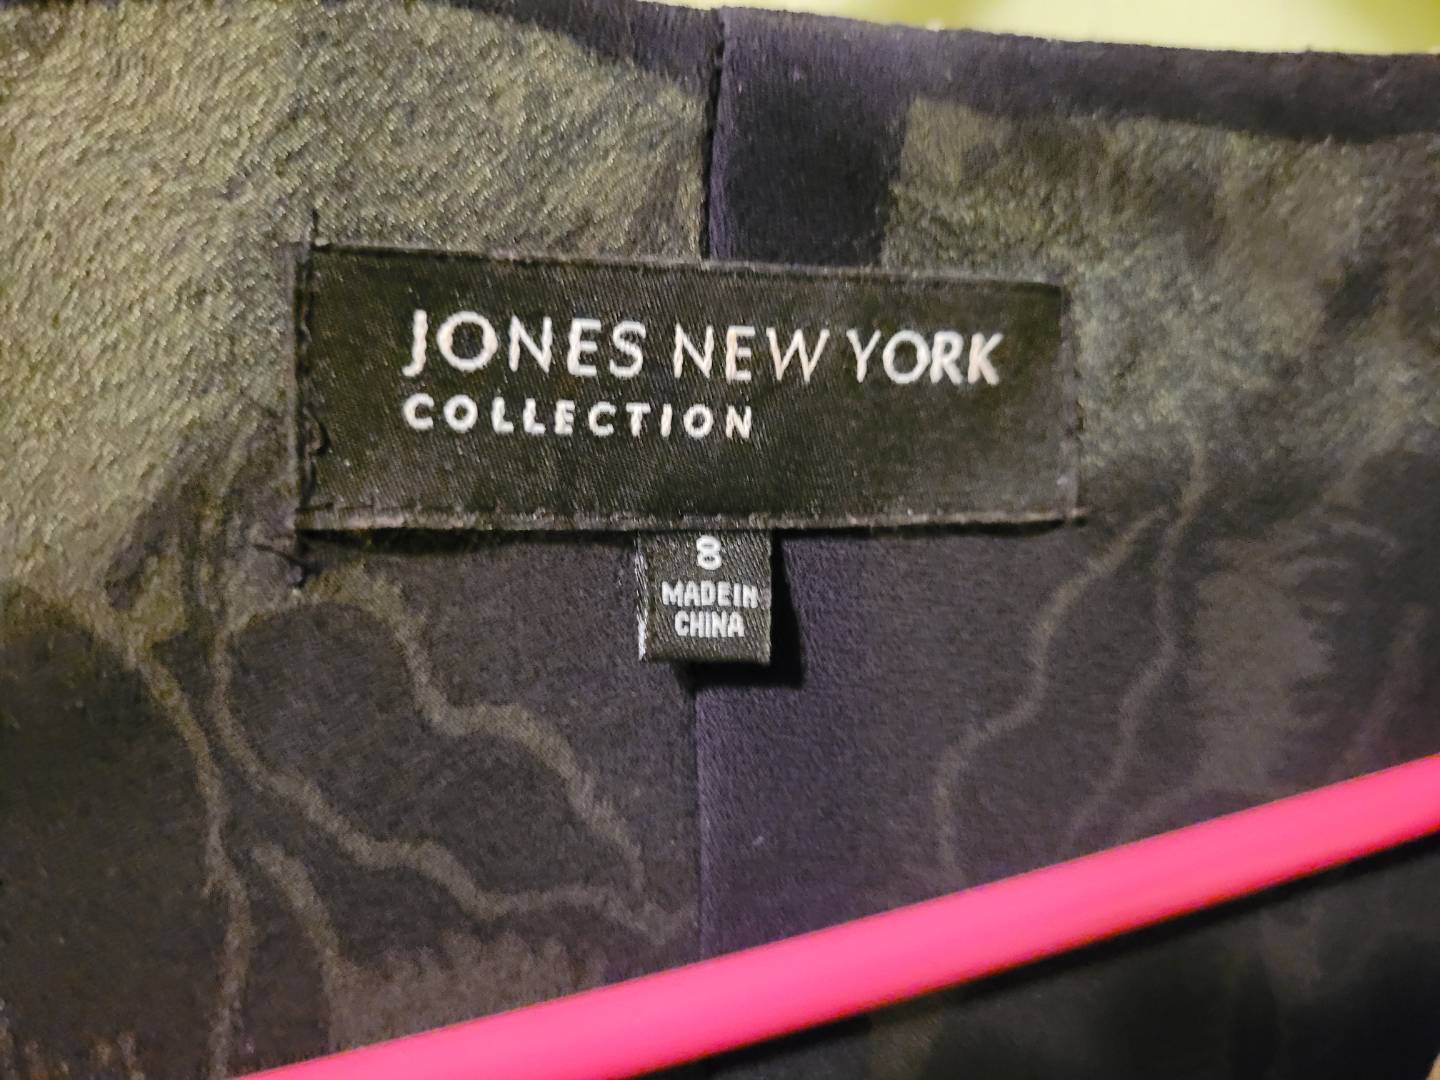 JONES NEW YORK
COLLECTION
8
MADE IN
CHINA